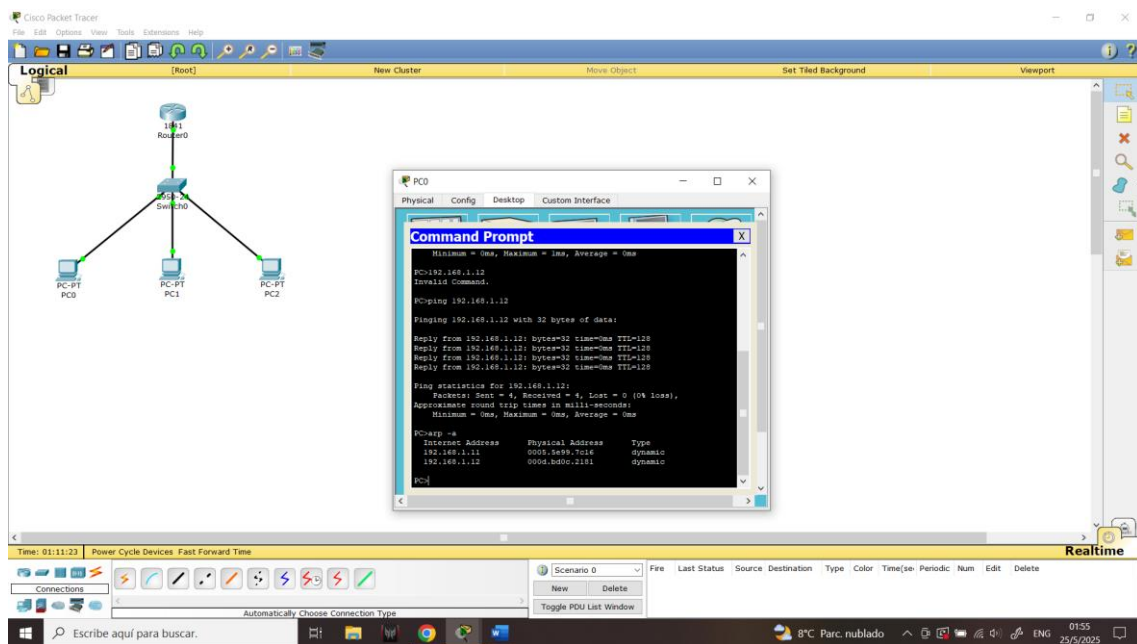 Cisco Packet Tracer
File Edit Options View Tools Extensions Help
Logical [Root] New Cluster Move Object Set Tiled Background Viewport
1841
Router0
Switch0
PC-PT
PC0
PC-PT
PC1
PC-PT
PC2
PC0
Physical Config Desktop Custom Interface
Command Prompt X
Minimum = 0ms, Maximum = 1ms, Average = 0ms
PC>192.168.1.12
Invalid Command.
PC>ping 192.168.1.12
Pinging 192.168.1.12 with 32 bytes of data:
Reply from 192.168.1.12: bytes=32 time=0ms TTL=128
Reply from 192.168.1.12: bytes=32 time=0ms TTL=128
Reply from 192.168.1.12: bytes=32 time=0ms TTL=128
Reply from 192.168.1.12: bytes=32 time=0ms TTL=128
Ping statistics for 192.168.1.12:
Packets: Sent = 4, Received = 4, Lost = 0 (0% loss),
Approximate round trip times in milli-seconds:
Minimum = 0ms, Maximum = 0ms, Average = 0ms
PC>arp -a
Internet Address Physical Address Type
192.168.1.11 0005.5e99.7c16 dynamic
192.168.1.12 000d.bd0c.2181 dynamic
PC>
Time: 01:11:23 Power Cycle Devices Fast Forward Time Realtime
Connections
Automatically Choose Connection Type
Scenario 0
New Delete
Toggle PDU List Window
Fire Last Status Source Destination Type Color Time(se Periodic Num Edit Delete
Escribe aquí para buscar.
8°C Parc. nublado
ENG
01:55
25/5/2025